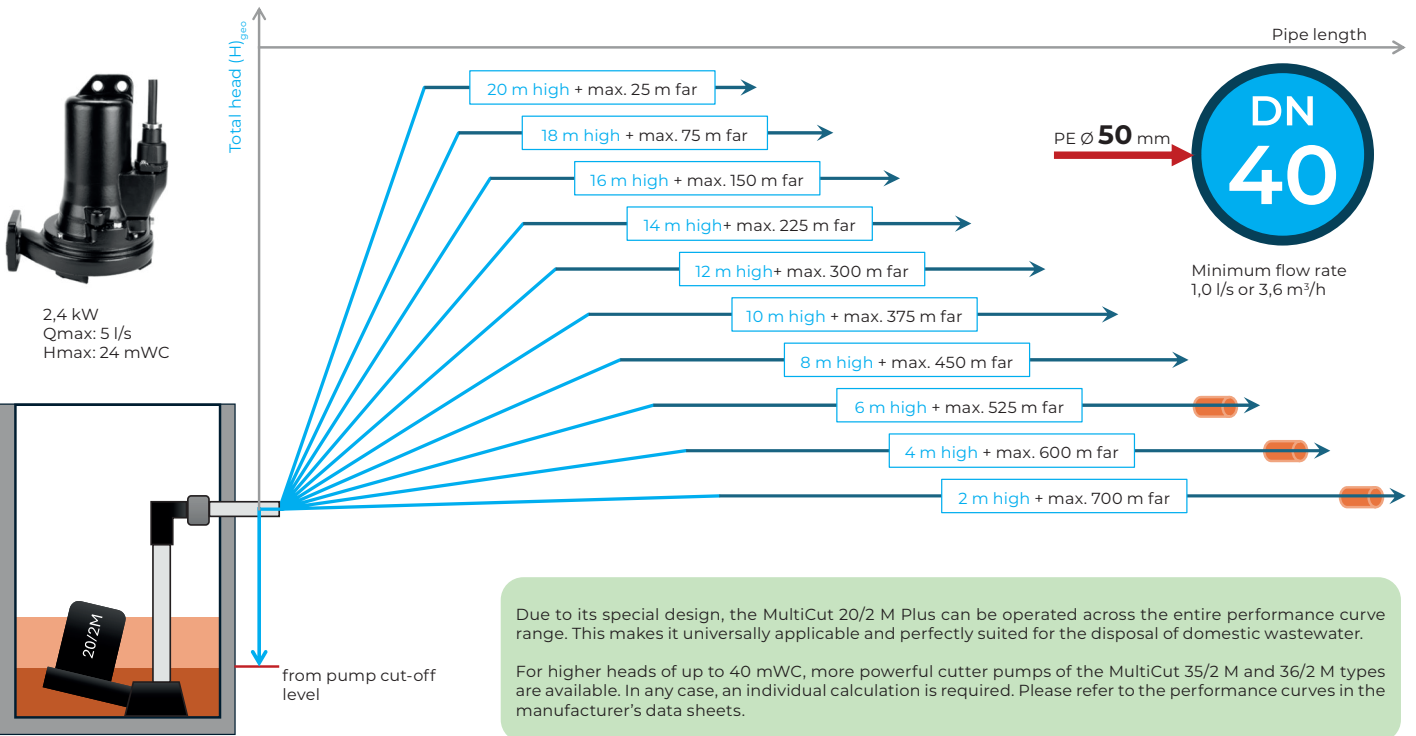 Total head (H)geo
Pipe length
20 m high + max. 25 m far
18 m high + max. 75 m far
16 m high + max. 150 m far
14 m high+ max. 225 m far
12 m high+ max. 300 m far
10 m high + max. 375 m far
8 m high + max. 450 m far
6 m high + max. 525 m far
4 m high + max. 600 m far
2 m high + max. 700 m far
PE Ø 50 mm
DN
40
Minimum flow rate
1,0 l/s or 3,6 m³/h
2,4 kW
Qmax: 5 l/s
Hmax: 24 mWC
20/2M
from pump cut-off
level
Due to its special design, the MultiCut 20/2 M Plus can be operated across the entire performance curve
range. This makes it universally applicable and perfectly suited for the disposal of domestic wastewater.
For higher heads of up to 40 mWC, more powerful cutter pumps of the MultiCut 35/2 M and 36/2 M types
are available. In any case, an individual calculation is required. Please refer to the performance curves in the
manufacturer’s data sheets.